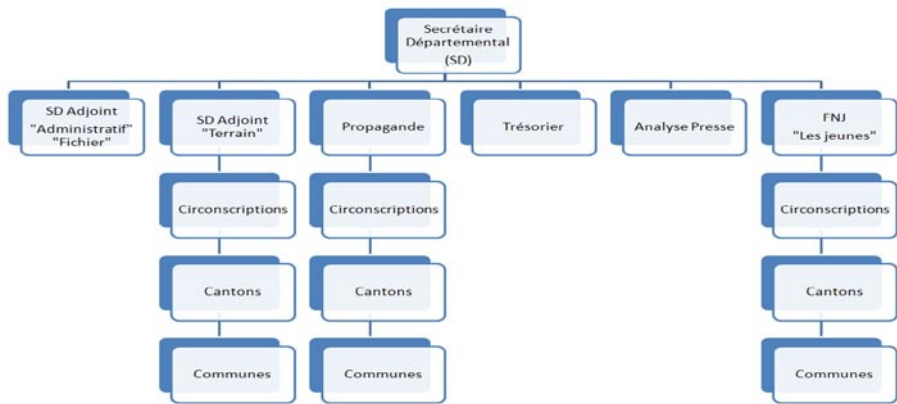 Secrétaire
Départemental
(SD)
SD Adjoint
"Administratif"
"Fichier"
SD Adjoint
"Terrain"
Propagande
Trésorier
Analyse Presse
FNJ
"Les jeunes"
Circonscriptions
Circonscriptions
Circonscriptions
Cantons
Cantons
Cantons
Communes
Communes
Communes